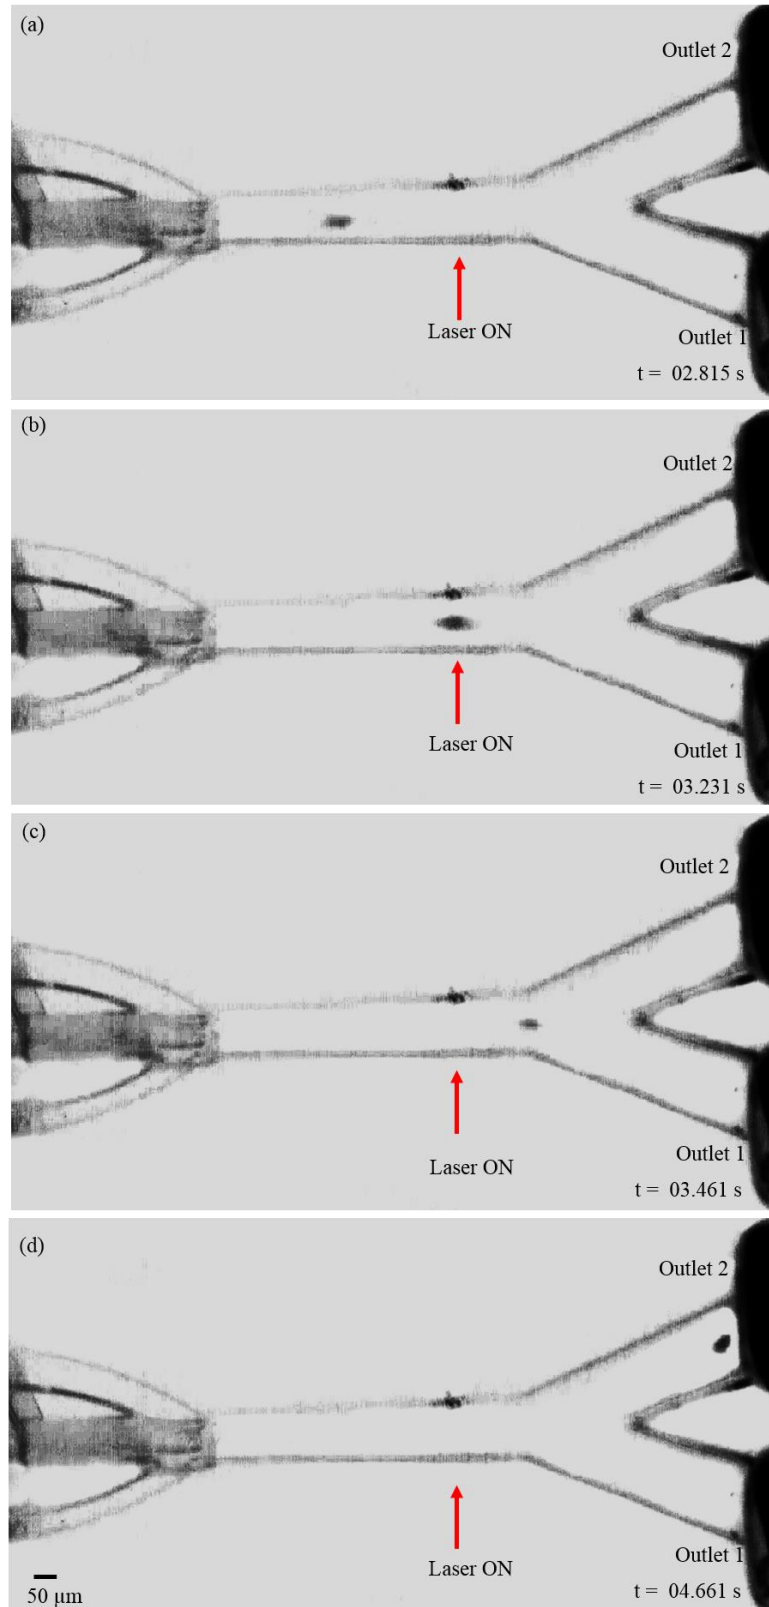 (a)
Outlet 2
Laser ON
Outlet 1
t = 02.815 s
(b)
Outlet 2
Laser ON
Outlet 1
t = 03.231 s
(c)
Outlet 2
Laser ON
Outlet 1
t = 03.461 s
(d)
Outlet 2
Laser ON
Outlet 1
t = 04.661 s
50 µm